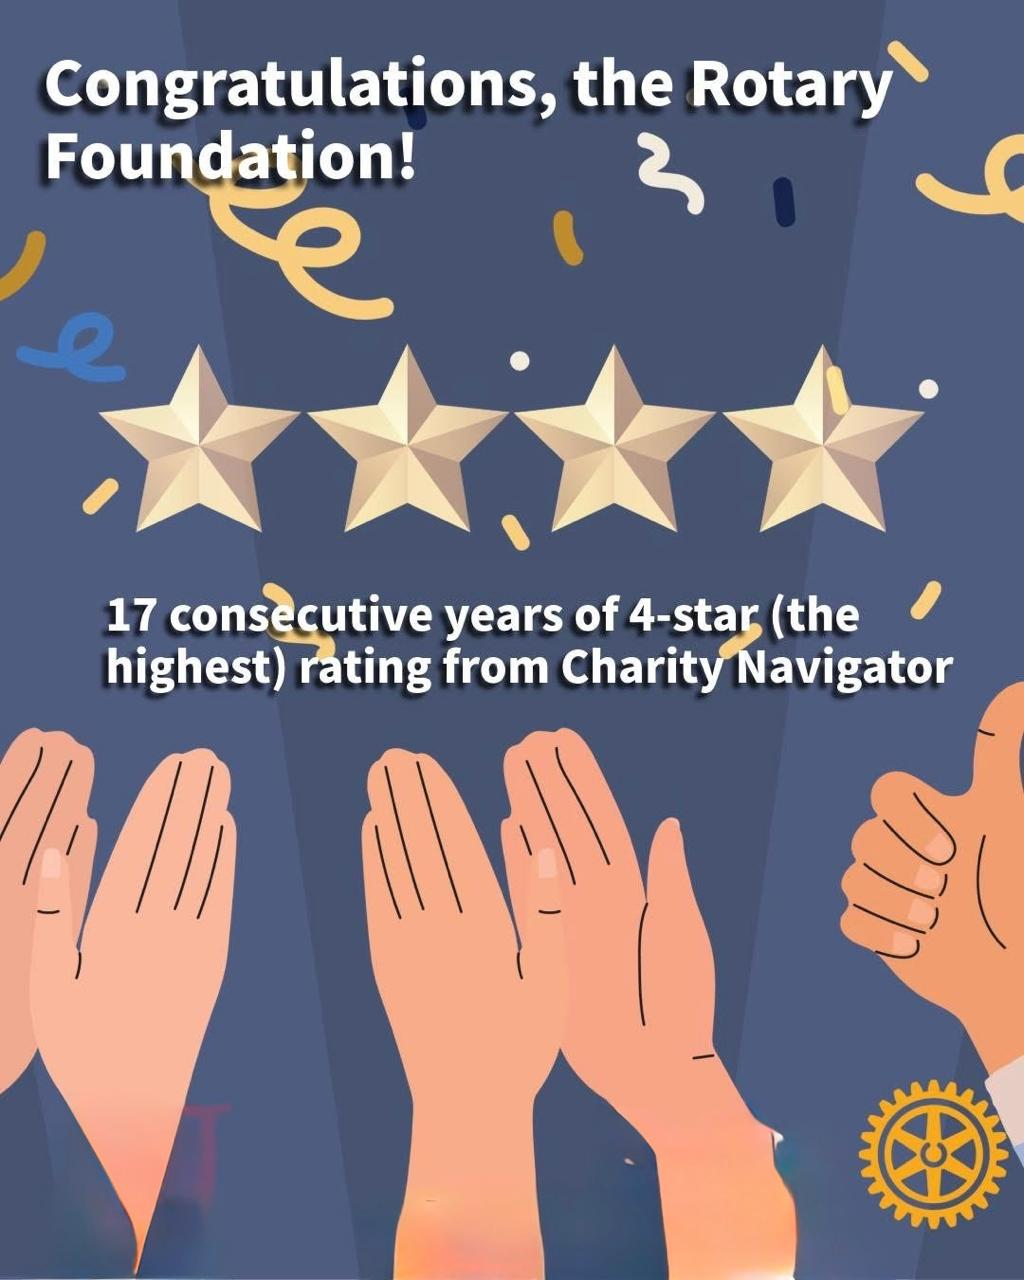 Congratulations, the Rotary
Foundation!
17 consecutive years of 4-star (the
highest) rating from Charity Navigator